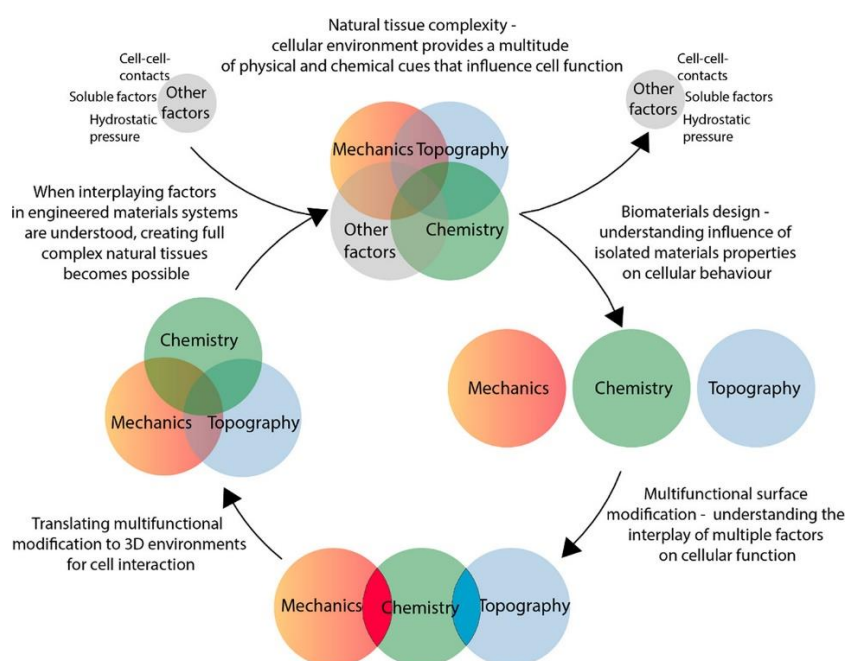 Natural tissue complexity -
cellular environment provides a multitude
of physical and chemical cues that influence cell function
Cell-cell-
contacts
Soluble factors
Hydrostatic
pressure
Other
factors
Mechanics
Topography
Other
factors
Chemistry
Other
factors
Cell-cell-
contacts
Soluble factors
Hydrostatic
pressure
Biomaterials design -
understanding influence of
isolated materials properties
on cellular behaviour
Mechanics
Chemistry
Topography
Multifunctional surface
modification - understanding the
interplay of multiple factors
on cellular function
Mechanics
Chemistry
Topography
Translating multifunctional
modification to 3D environments
for cell interaction
Chemistry
Mechanics
Topography
When interplaying factors
in engineered materials systems
are understood, creating full
complex natural tissues
becomes possible